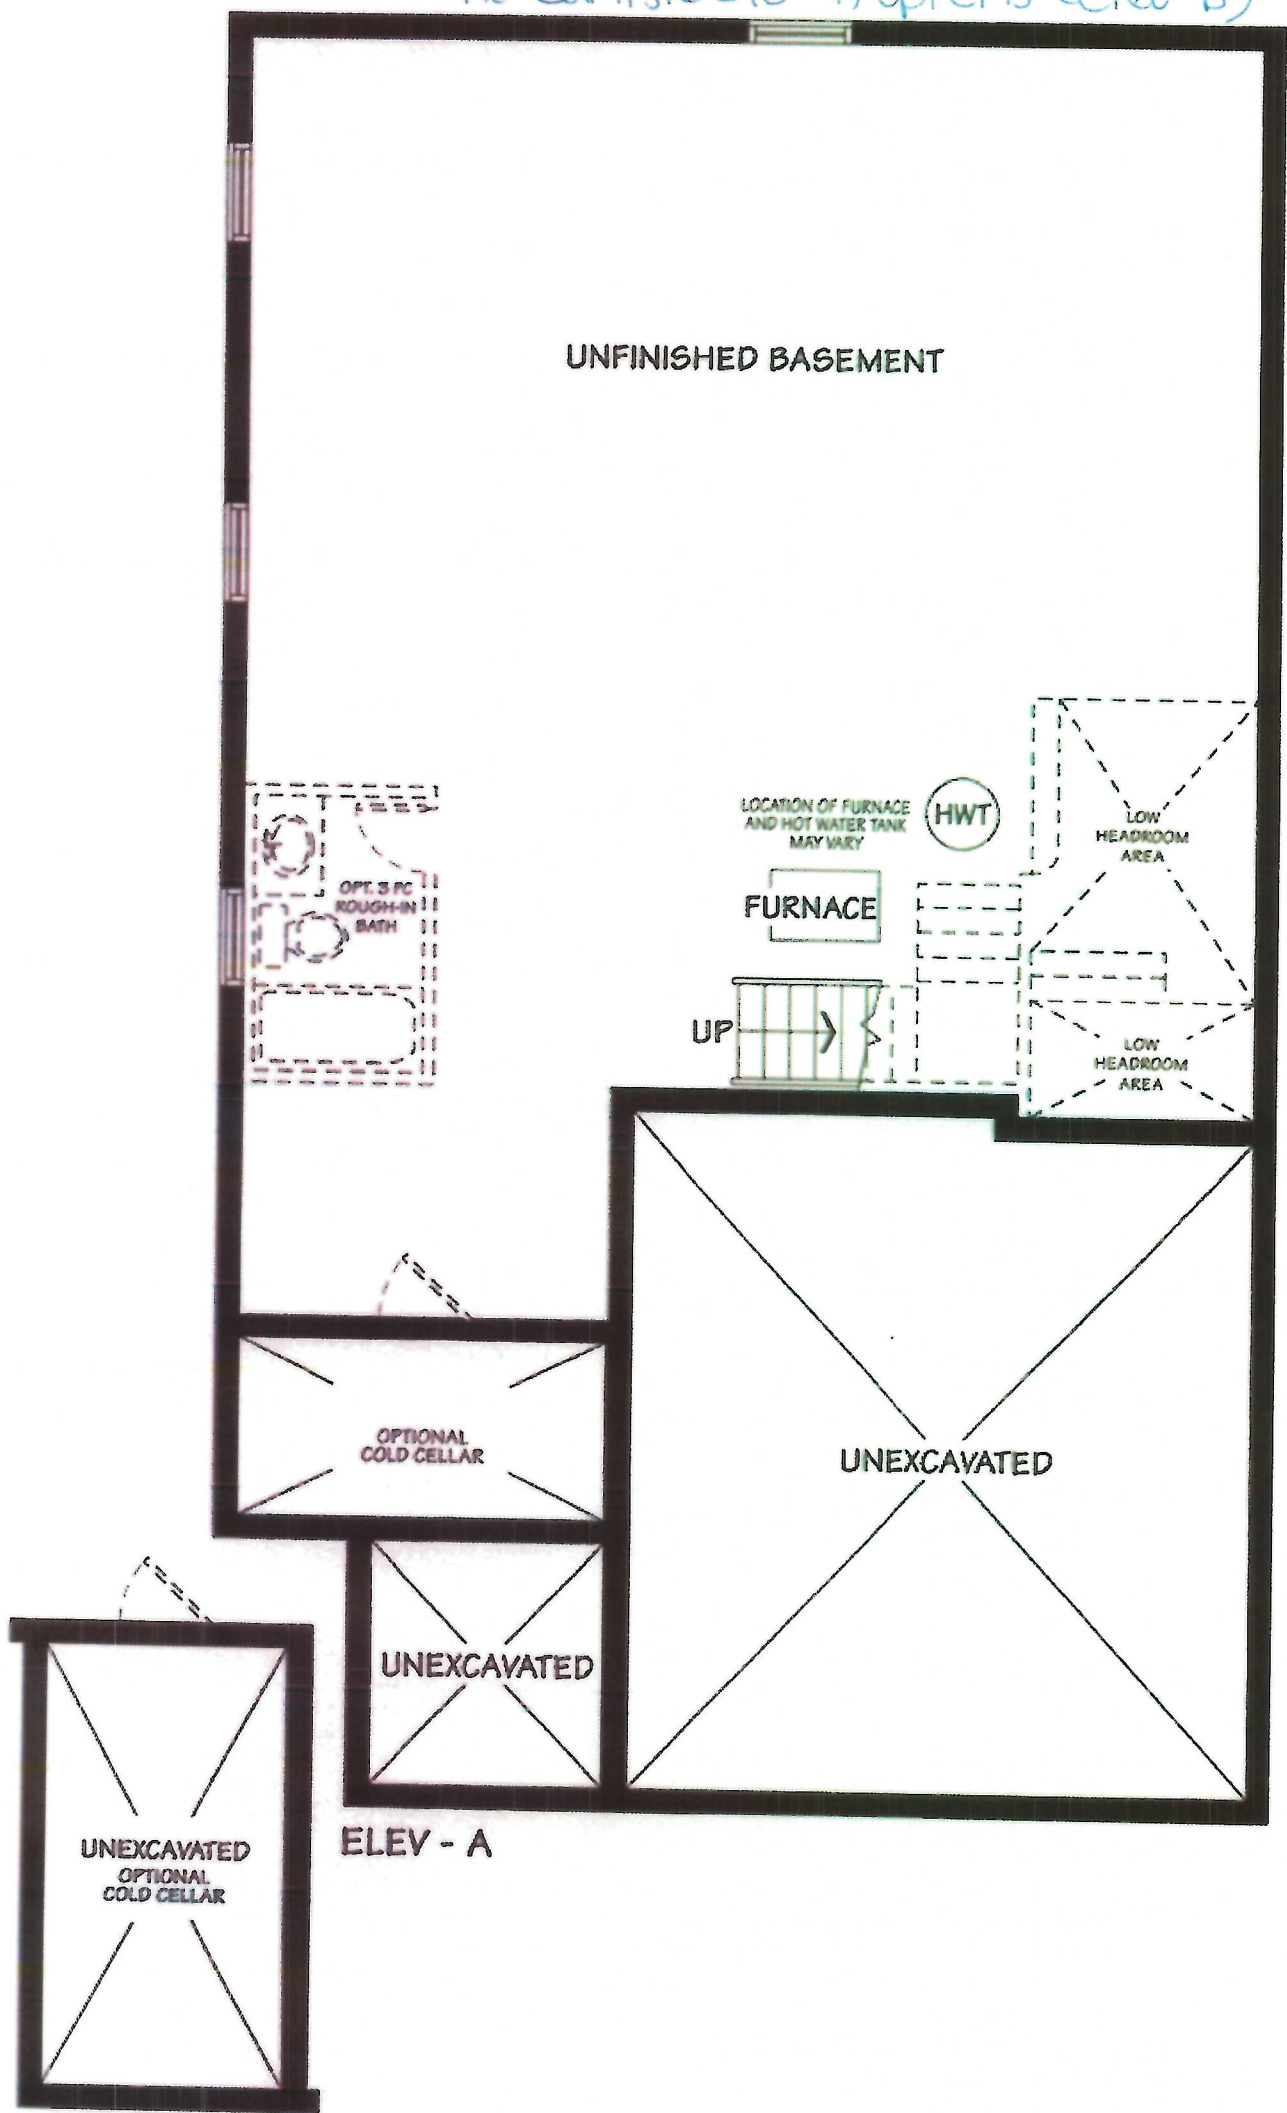 UNFINISHED BASEMENT
LOCATION OF FURNACE
AND HOT WATER TANK
MAY VARY
HWT
LOW
HEADROOM
AREA
OPT. 3 PC
ROUGH-IN
BATH
FURNACE
UP
LOW
HEADROOM
AREA
OPTIONAL
COLD CELLAR
UNEXCAVATED
UNEXCAVATED
ELEV - A
UNEXCAVATED
OPTIONAL
COLD CELLAR